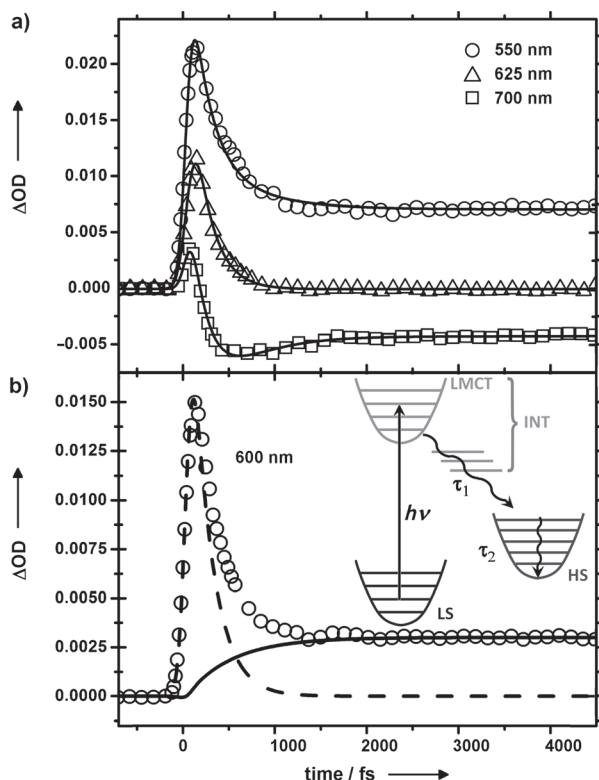 a)
0.020
0.015
0.010
0.005
0.000
−0.005
ΔOD
550 nm
625 nm
700 nm
b)
0.0150
0.0125
0.0100
0.0075
0.0050
0.0025
0.0000
ΔOD
600 nm
LMCT
INT
τ1
hν
τ2
HS
LS
0 1000 2000 3000 4000
time / fs